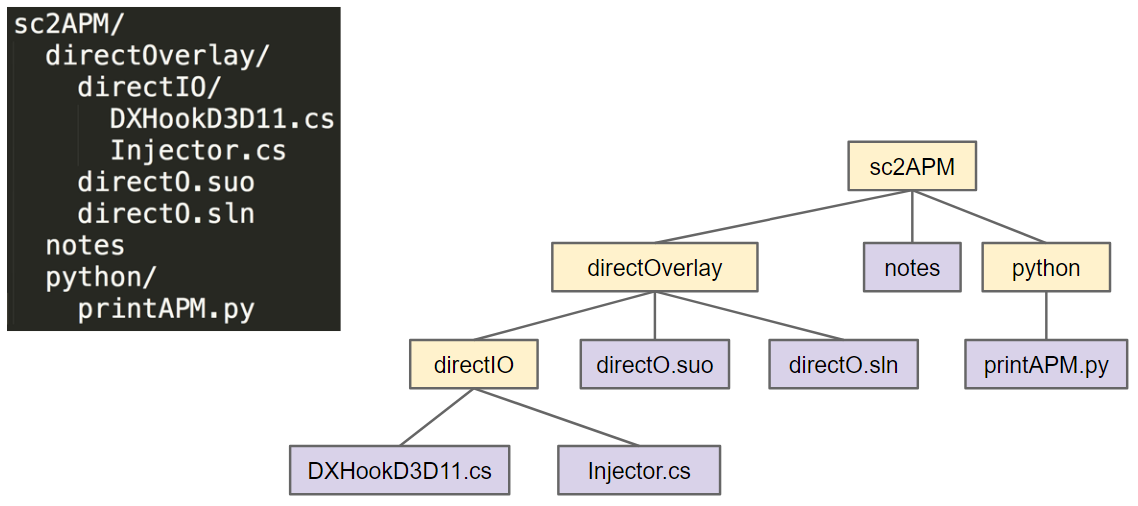 sc2APM/
directOverlay/
directIO/
DXHookD3D11.cs
Injector.cs
directO.suo
directO.sln
notes
python/
printAPM.py
sc2APM
directOverlay
notes
python
directIO
directO.suo
directO.sln
printAPM.py
DXHookD3D11.cs
Injector.cs